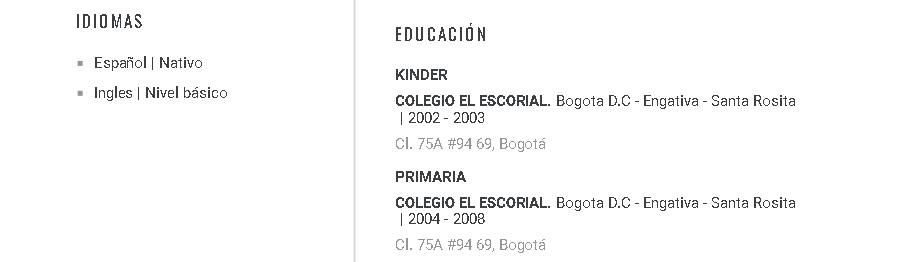 IDIOMAS
Español | Nativo
Ingles | Nivel básico
EDUCACIÓN
KINDER
COLEGIO EL ESCORIAL. Bogota D.C - Engativa - Santa Rosita
| 2002 - 2003
Cl. 75A #94 69, Bogotá
PRIMARIA
COLEGIO EL ESCORIAL. Bogota D.C - Engativa - Santa Rosita
| 2004 - 2008
Cl. 75A #94 69, Bogotá